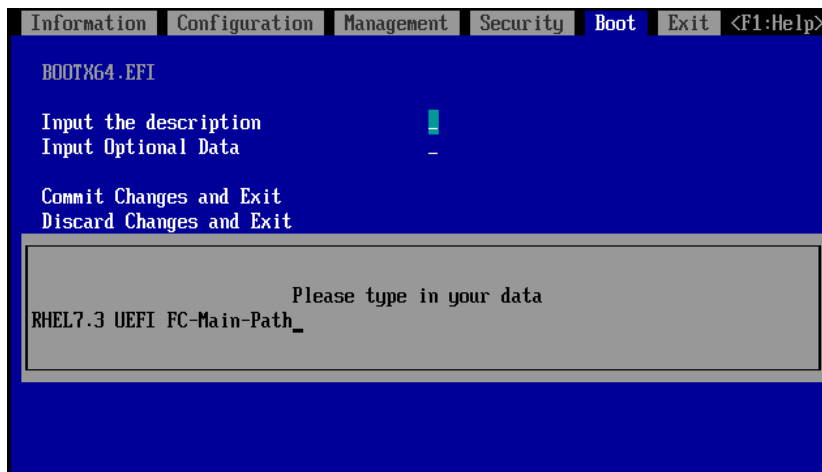 Information Configuration Management Security Boot Exit <F1:Help>
BOOTX64.EFI
Input the description _
Input Optional Data _
Commit Changes and Exit
Discard Changes and Exit
Please type in your data
RHEL7.3 UEFI FC-Main-Path_